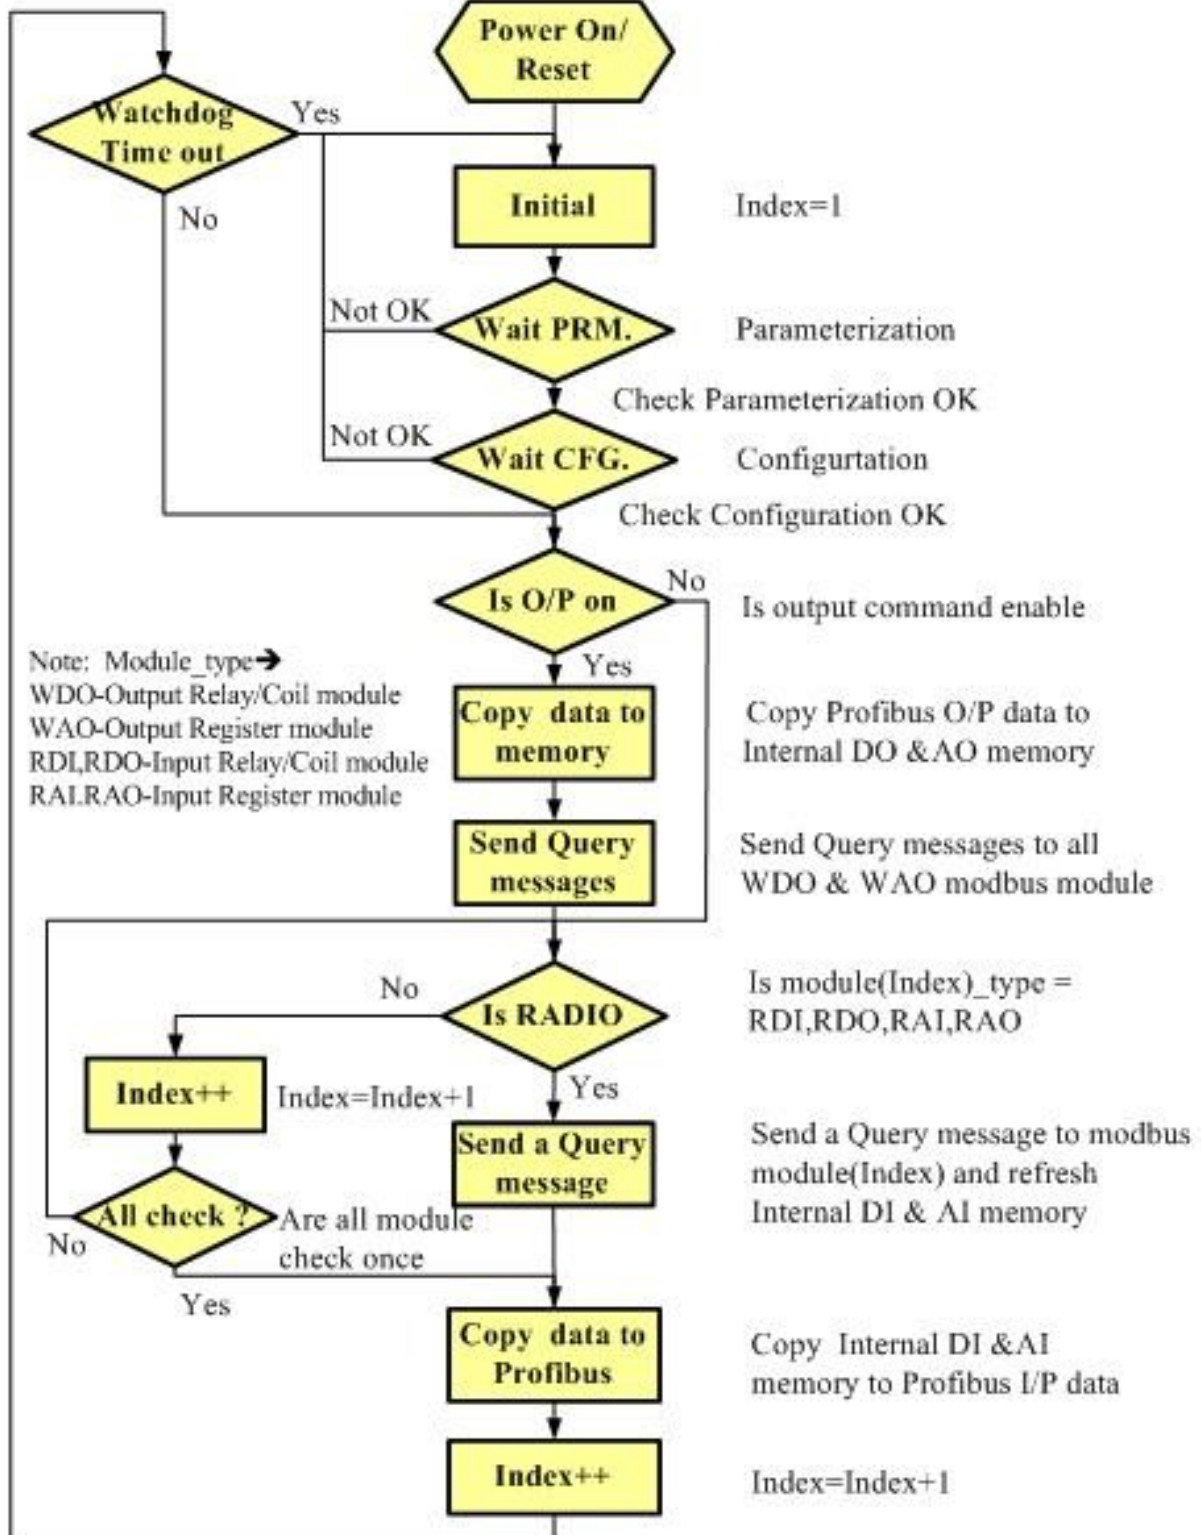 Power On/
Reset
Watchdog
Time out
Yes
No
Initial
Index=1
Not OK
Wait PRM.
Parameterization
Check Parameterization OK
Not OK
Wait CFG.
Configurtation
Check Configuration OK
Is O/P on
No
Is output command enable
Yes
Note: Module_type➔
WDO-Output Relay/Coil module
WAO-Output Register module
RDI,RDO-Input Relay/Coil module
RAI.RAO-Input Register module
Copy data to
memory
Copy Profibus O/P data to
Internal DO &AO memory
Send Query
messages
Send Query messages to all
WDO & WAO modbus module
No
Is RADIO
Is module(Index)_type =
RDI,RDO,RAI,RAO
Yes
Index++
Index=Index+1
Send a Query
message
Send a Query message to modbus
module(Index) and refresh
Internal DI & AI memory
All check ?
Are all module
check once
No
Yes
Copy data to
Profibus
Copy Internal DI &AI
memory to Profibus I/P data
Index++
Index=Index+1